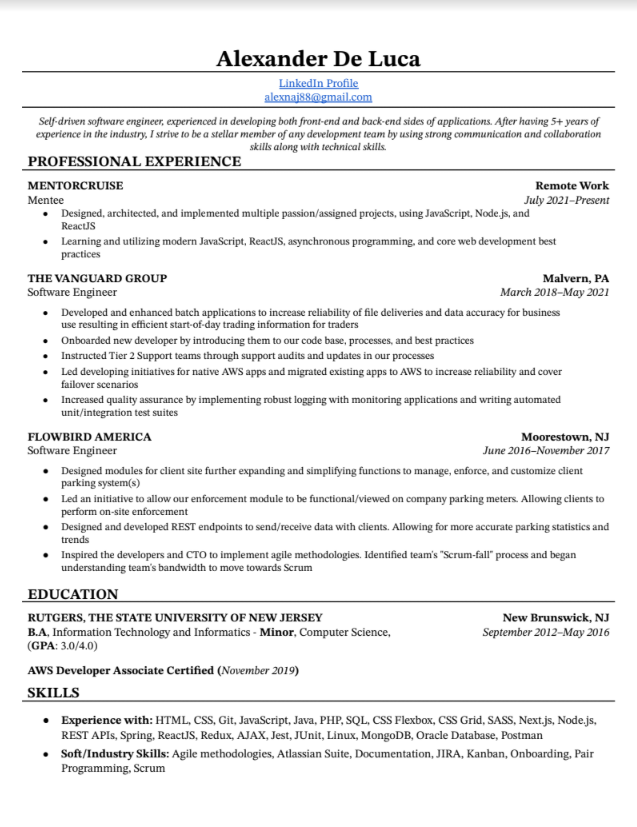 Alexander De Luca
LinkedIn Profile
alexnaj88@gmail.com
Self-driven software engineer, experienced in developing both front-end and back-end sides of applications. After having 5+ years of
experience in the industry, I strive to be a stellar member of any development team by using strong communication and collaboration
skills along with technical skills.
PROFESSIONAL EXPERIENCE
MENTORCRUISE Remote Work
Mentee July 2021–Present
● Designed, architected, and implemented multiple passion/assigned projects, using JavaScript, Node.js, and
ReactJS
● Learning and utilizing modern JavaScript, ReactJS, asynchronous programming, and core web development best
practices
THE VANGUARD GROUP Malvern, PA
Software Engineer March 2018–May 2021
● Developed and enhanced batch applications to increase reliability of file deliveries and data accuracy for business
use resulting in efficient start-of-day trading information for traders
● Onboarded new developer by introducing them to our code base, processes, and best practices
● Instructed Tier 2 Support teams through support audits and updates in our processes
● Led developing initiatives for native AWS apps and migrated existing apps to AWS to increase reliability and cover
failover scenarios
● Increased quality assurance by implementing robust logging with monitoring applications and writing automated
unit/integration test suites
FLOWBIRD AMERICA Moorestown, NJ
Software Engineer June 2016–November 2017
● Designed modules for client site further expanding and simplifying functions to manage, enforce, and customize client
parking system(s)
● Led an initiative to allow our enforcement module to be functional/viewed on company parking meters. Allowing clients to
perform on-site enforcement
● Designed and developed REST endpoints to send/receive data with clients. Allowing for more accurate parking statistics and
trends
● Inspired the developers and CTO to implement agile methodologies. Identified team's "Scrum-fall" process and began
understanding team's bandwidth to move towards Scrum
EDUCATION
RUTGERS, THE STATE UNIVERSITY OF NEW JERSEY New Brunswick, NJ
B.A, Information Technology and Informatics - Minor, Computer Science, September 2012–May 2016
(GPA: 3.0/4.0)
AWS Developer Associate Certified (November 2019)
SKILLS
● Experience with: HTML, CSS, Git, JavaScript, Java, PHP, SQL, CSS Flexbox, CSS Grid, SASS, Next.js, Node.js,
REST APIs, Spring, ReactJS, Redux, AJAX, Jest, JUnit, Linux, MongoDB, Oracle Database, Postman
● Soft/Industry Skills: Agile methodologies, Atlassian Suite, Documentation, JIRA, Kanban, Onboarding, Pair
Programming, Scrum